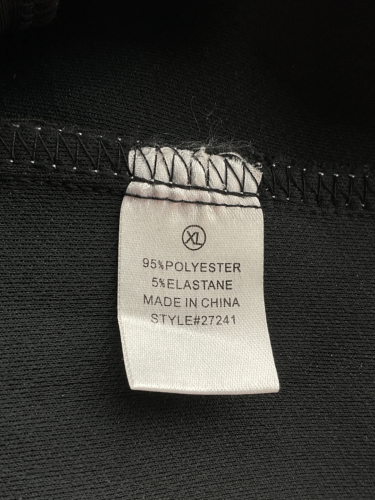 XL
95%POLYESTER
5%ELASTANE
MADE IN CHINA
STYLE#27241